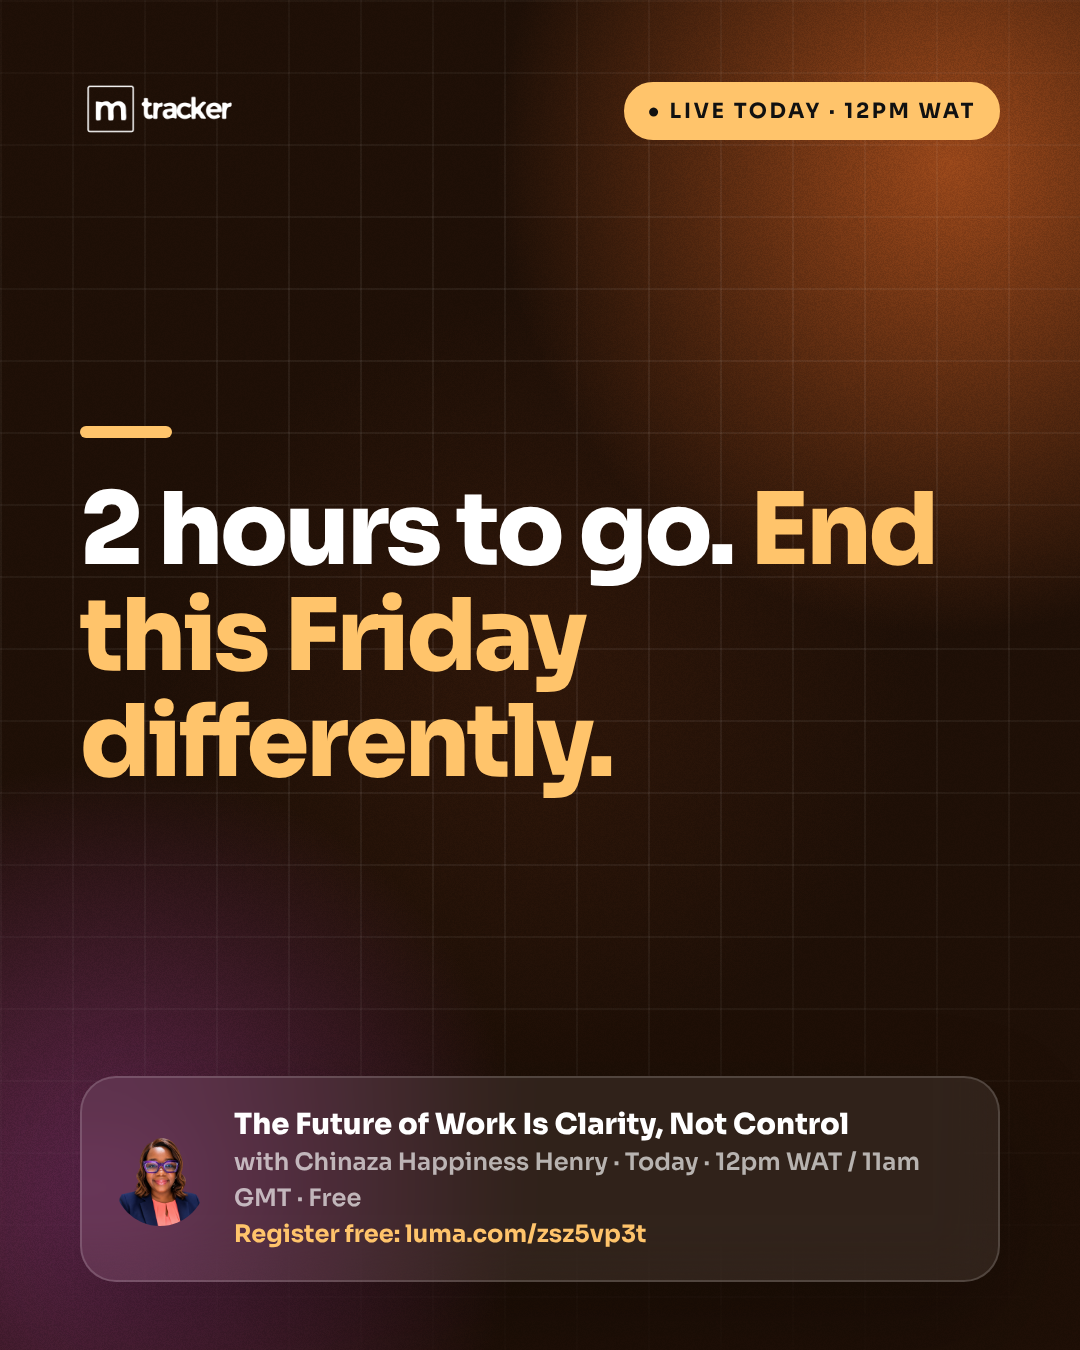 m tracker
• LIVE TODAY · 12PM WAT
2 hours to go. End
this Friday
differently.
The Future of Work Is Clarity, Not Control
with Chinaza Happiness Henry · Today · 12pm WAT / 11am
GMT · Free
Register free: luma.com/zsz5vp3t